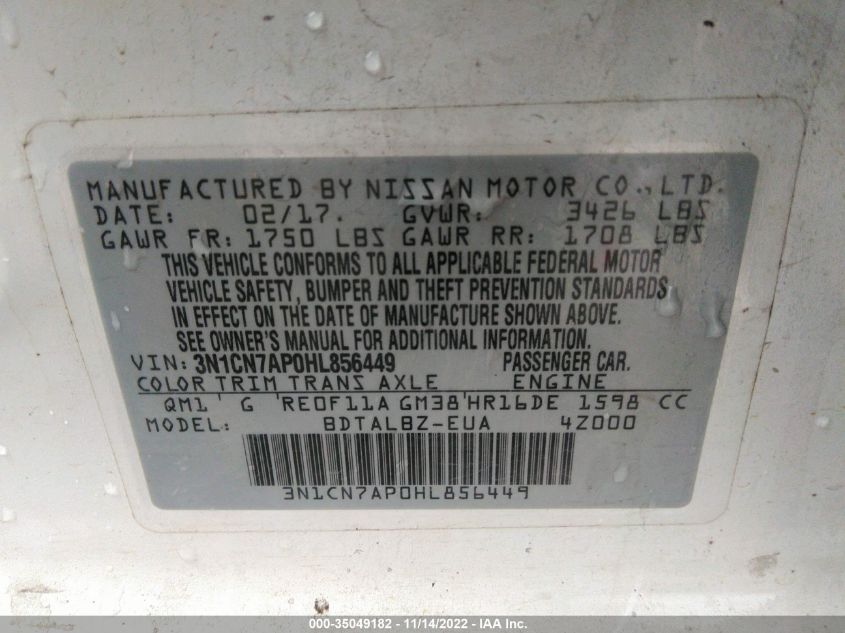 MANUFACTURED BY NISSAN MOTOR CO., LTD.
DATE: 02/17. GVWR: 3426 LBS
GAWR FR: 1750 LBS GAWR RR: 1708 LBS
THIS VEHICLE CONFORMS TO ALL APPLICABLE FEDERAL MOTOR
VEHICLE SAFETY, BUMPER AND THEFT PREVENTION STANDARDS
IN EFFECT ON THE DATE OF MANUFACTURE SHOWN ABOVE.
SEE OWNER'S MANUAL FOR ADDITIONAL INFORMATION.
VIN: 3N1CN7AP0HL856449 PASSENGER CAR.
COLOR TRIM TRANS AXLE ENGINE
QM1 G RE0F11A GM38 HR16DE 1598 CC
MODEL: BDTALBZ-EUA 4Z000
3N1CN7AP0HL856449
000-35049182 - 11/14/2022 - IAA Inc.